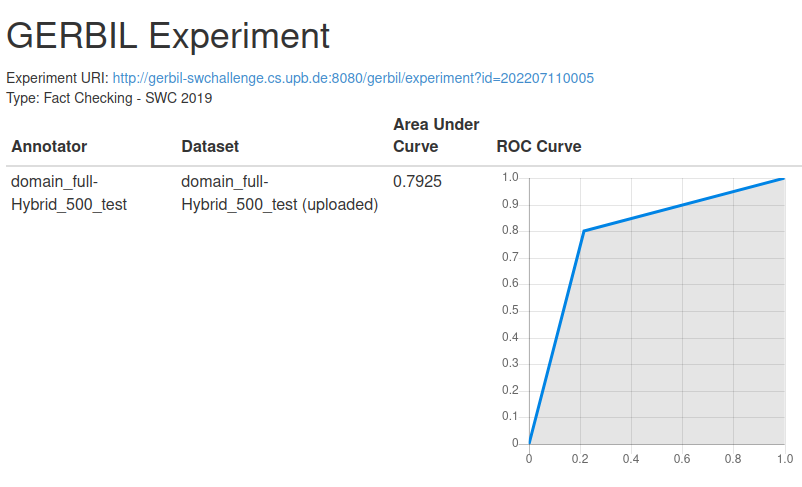 GERBIL Experiment
Experiment URI: http://gerbil-swchallenge.cs.upb.de:8080/gerbil/experiment?id=202207110005
Type: Fact Checking - SWC 2019
Annotator Dataset Area Under Curve ROC Curve
domain_full-Hybrid_500_test domain_full-Hybrid_500_test (uploaded) 0.7925
1.0
0.9
0.8
0.7
0.6
0.5
0.4
0.3
0.2
0.1
0
0 0.2 0.4 0.6 0.8 1.0